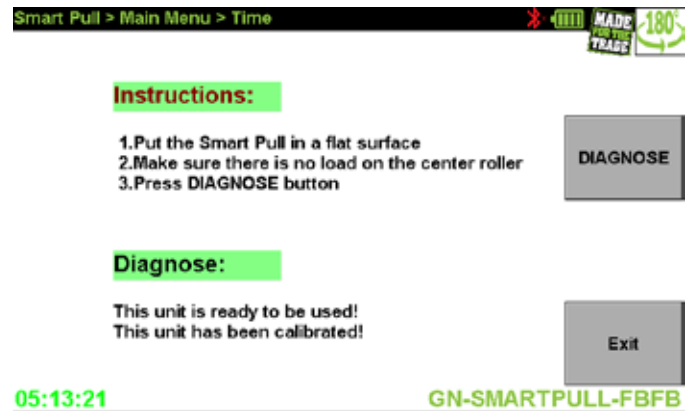 Smart Pull > Main Menu > Time
MADE
FOR THE
TRADE
180°
Instructions:
1.Put the Smart Pull in a flat surface
2.Make sure there is no load on the center roller
3.Press DIAGNOSE button
DIAGNOSE
Diagnose:
This unit is ready to be used!
This unit has been calibrated!
Exit
05:13:21
GN-SMARTPULL-FBFB